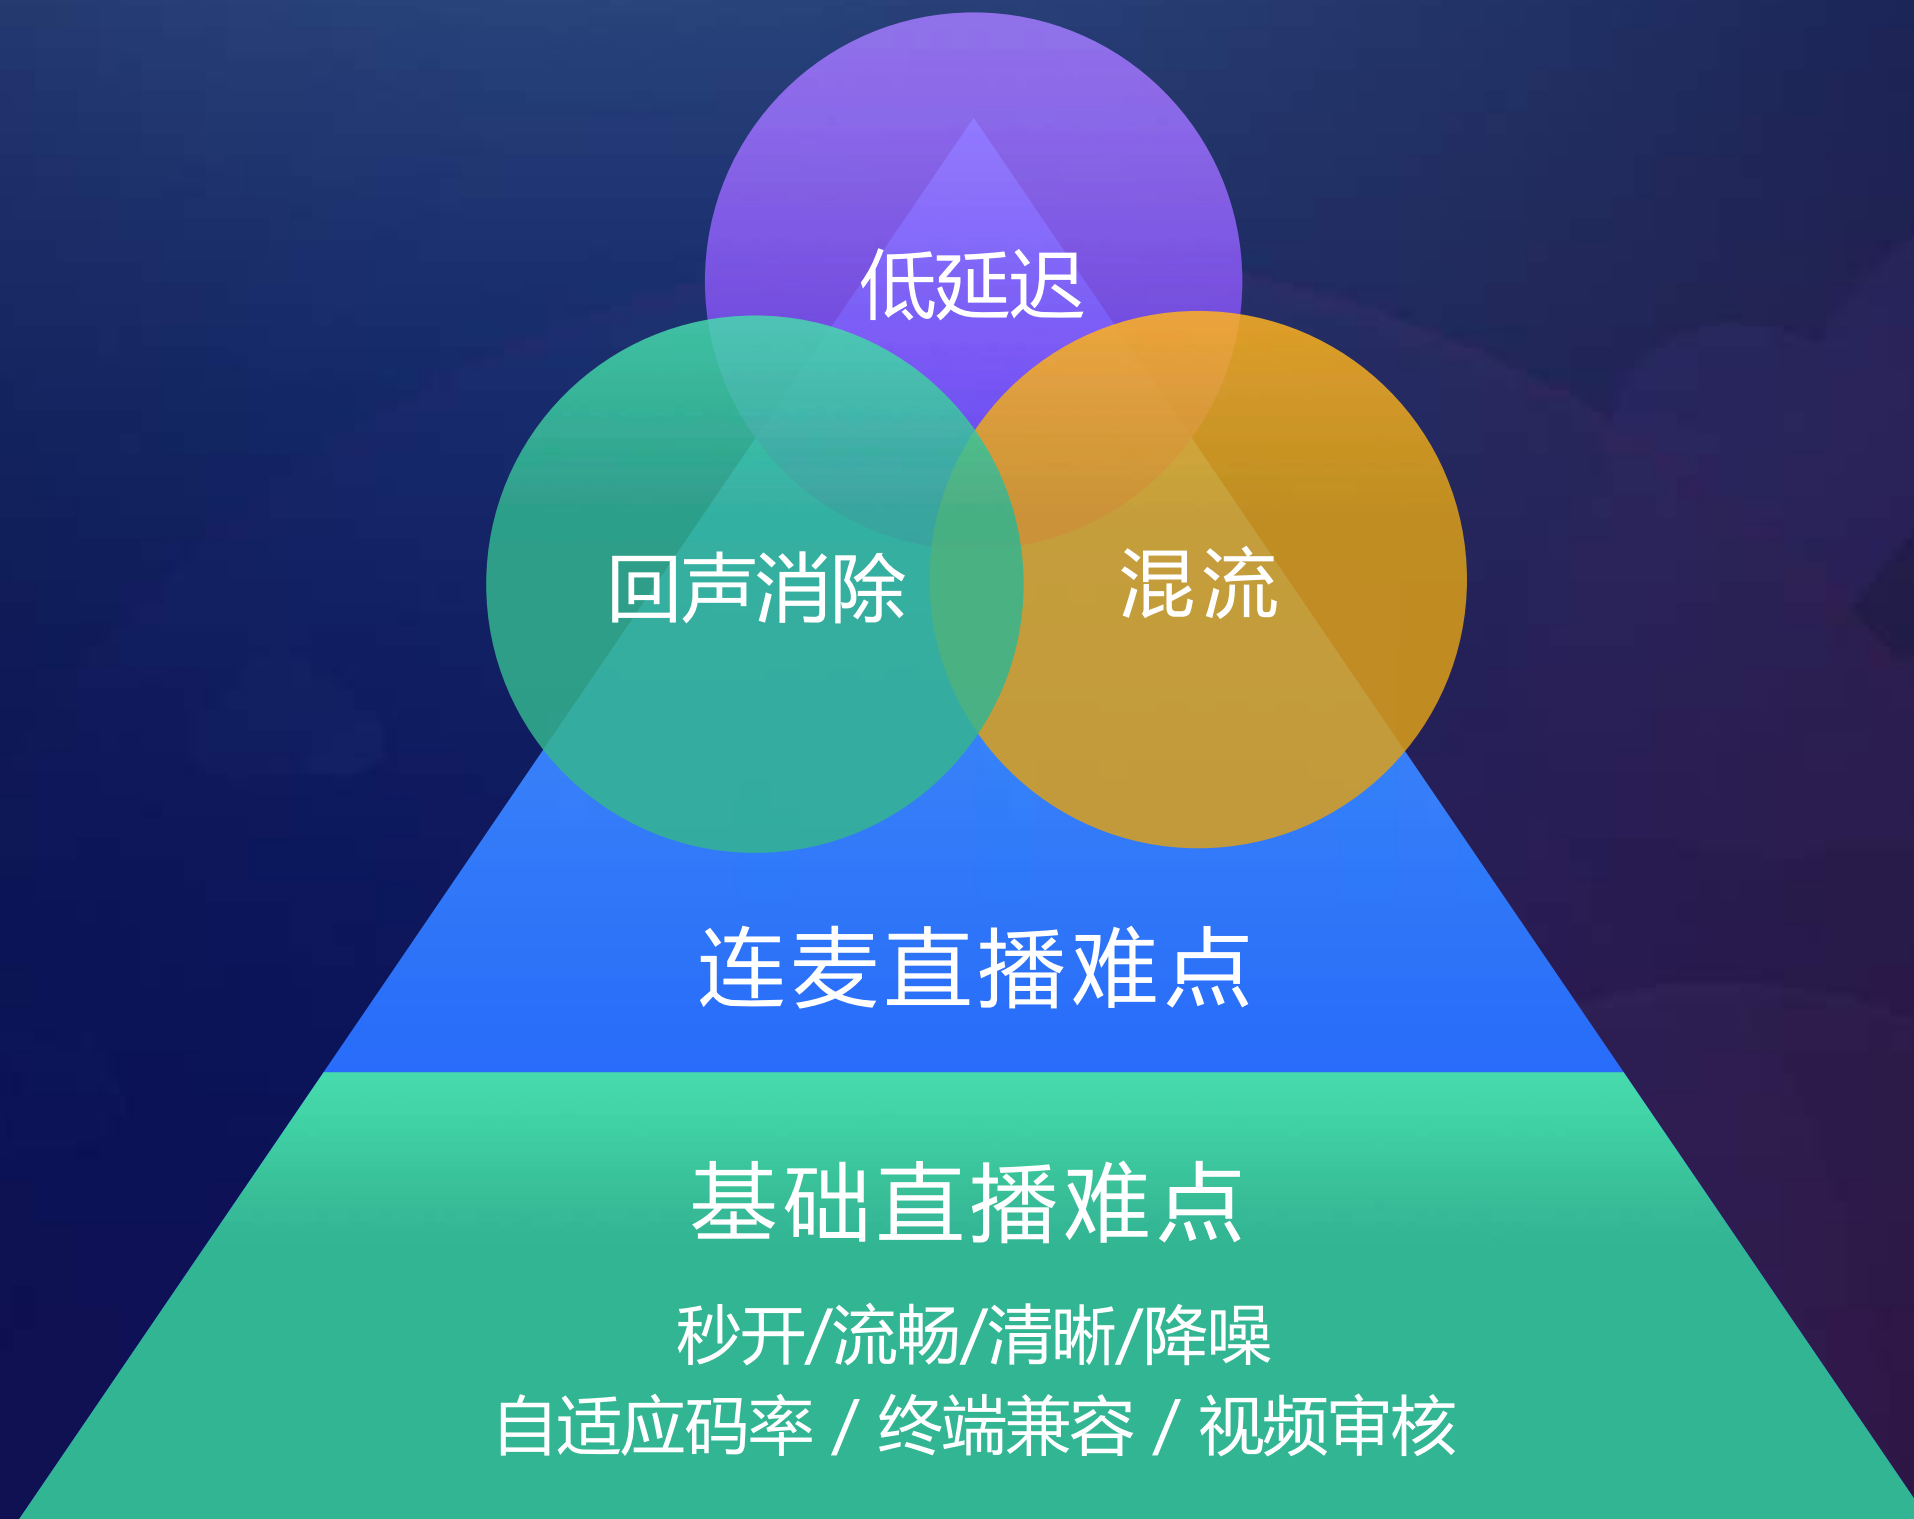 低延迟
回声消除
混流
连麦直播难点
基础直播难点
秒开/流畅/清晰/降噪
自适应码率 / 终端兼容 / 视频审核